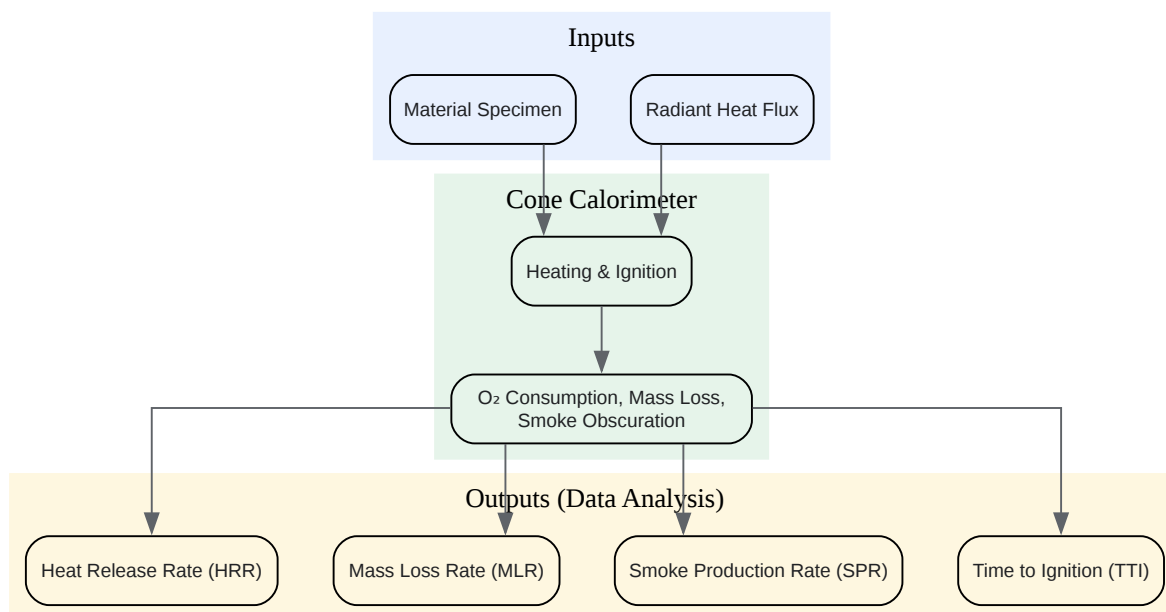 Inputs
Material Specimen
Radiant Heat Flux
Cone Calorimeter
Heating & Ignition
O₂ Consumption, Mass Loss,
Smoke Obscuration
Outputs (Data Analysis)
Heat Release Rate (HRR)
Mass Loss Rate (MLR)
Smoke Production Rate (SPR)
Time to Ignition (TTI)